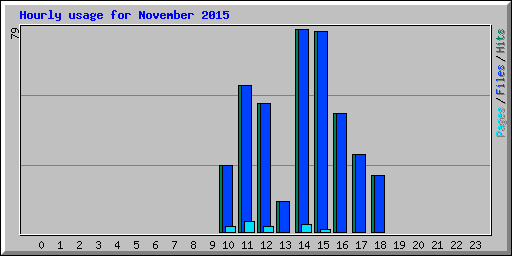 Hourly usage for November 2015
79
Pages/Files/Hits
0 1 2 3 4 5 6 7 8 9 10 11 12 13 14 15 16 17 18 19 20 21 22 23